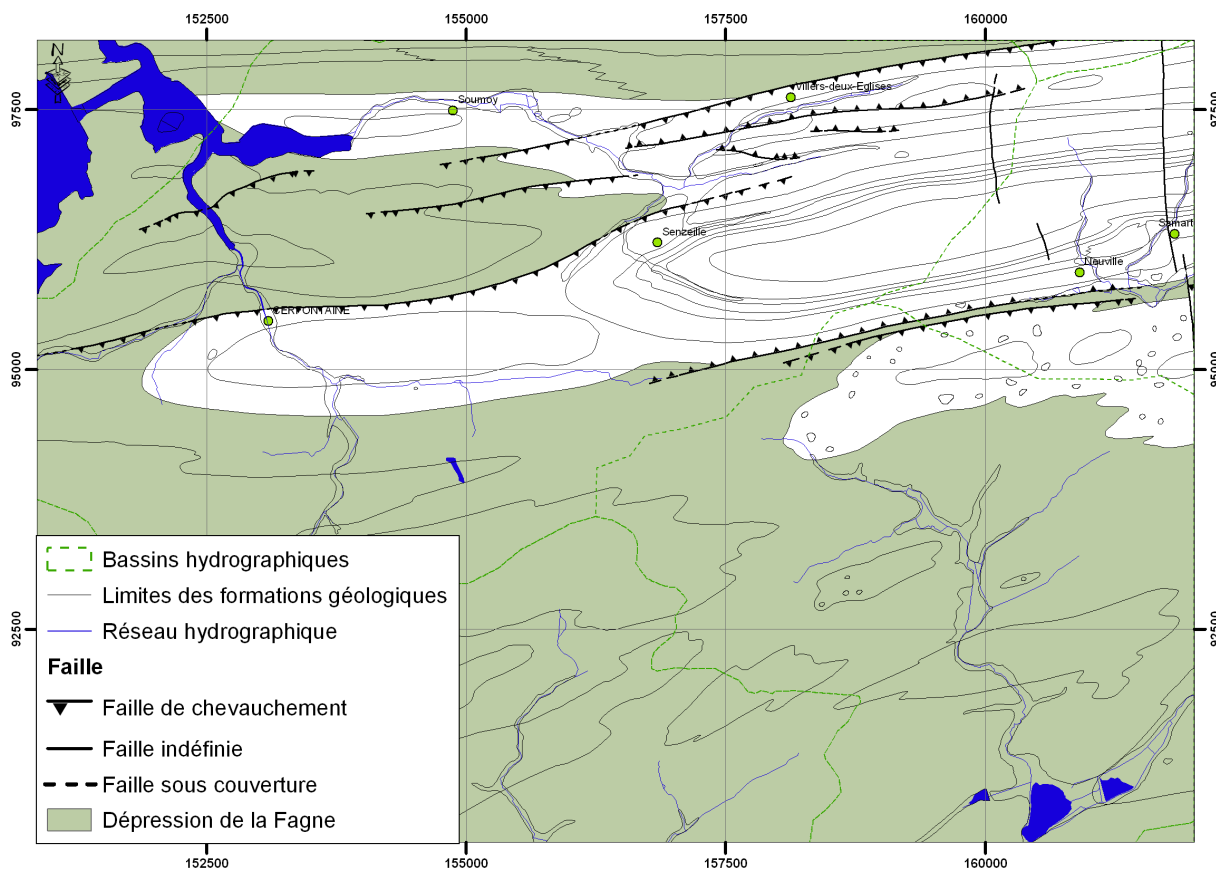 152500 155000 157500 160000
N
97500 97500
Villers-deux-Eglises
Soumoy
Senzeille
Samart
Neuville
CERFONTAINE
95000 95000
92500 92500
Bassins hydrographiques
Limites des formations géologiques
Réseau hydrographique
Faille
Faille de chevauchement
Faille indéfinie
Faille sous couverture
Dépression de la Fagne
152500 155000 157500 160000